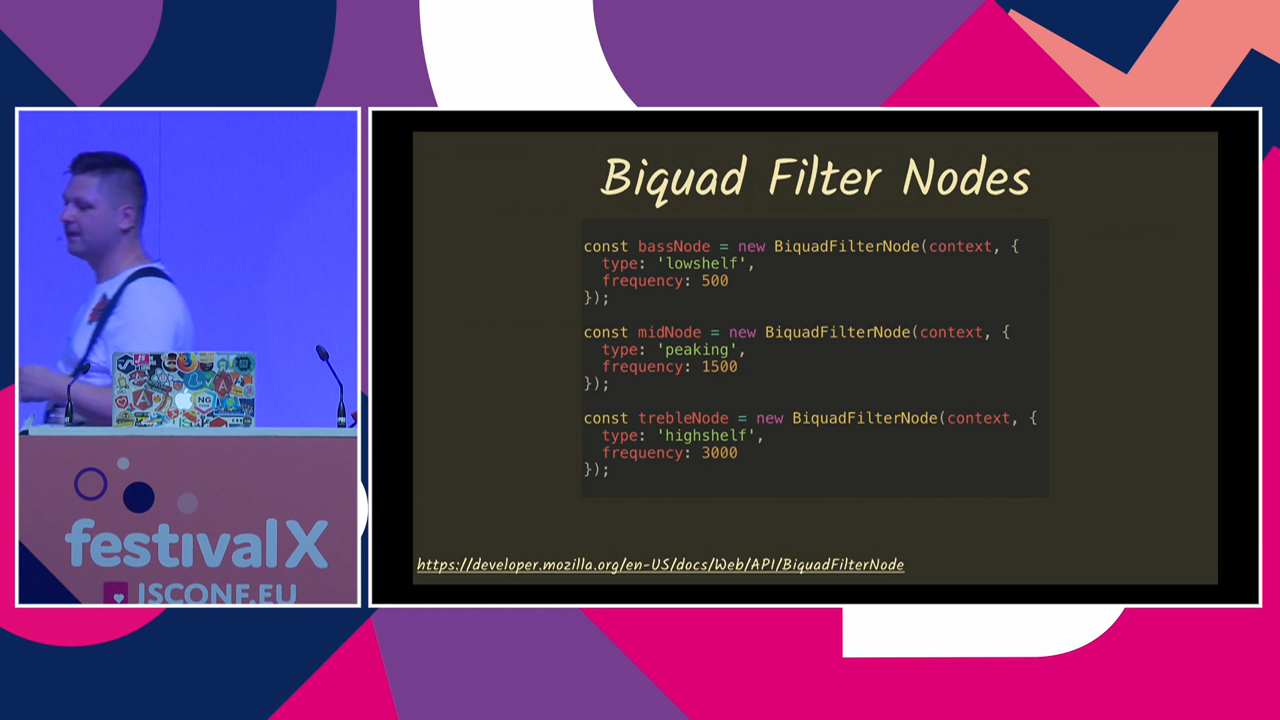 Biquad Filter Nodes
const bassNode = new BiquadFilterNode(context, {
  type: 'lowshelf',
  frequency: 500
});
const midNode = new BiquadFilterNode(context, {
  type: 'peaking',
  frequency: 1500
});
const trebleNode = new BiquadFilterNode(context, {
  type: 'highshelf',
  frequency: 3000
});
https://developer.mozilla.org/en-US/docs/Web/API/BiquadFilterNode
NG
festivalX
JSCONF.EU